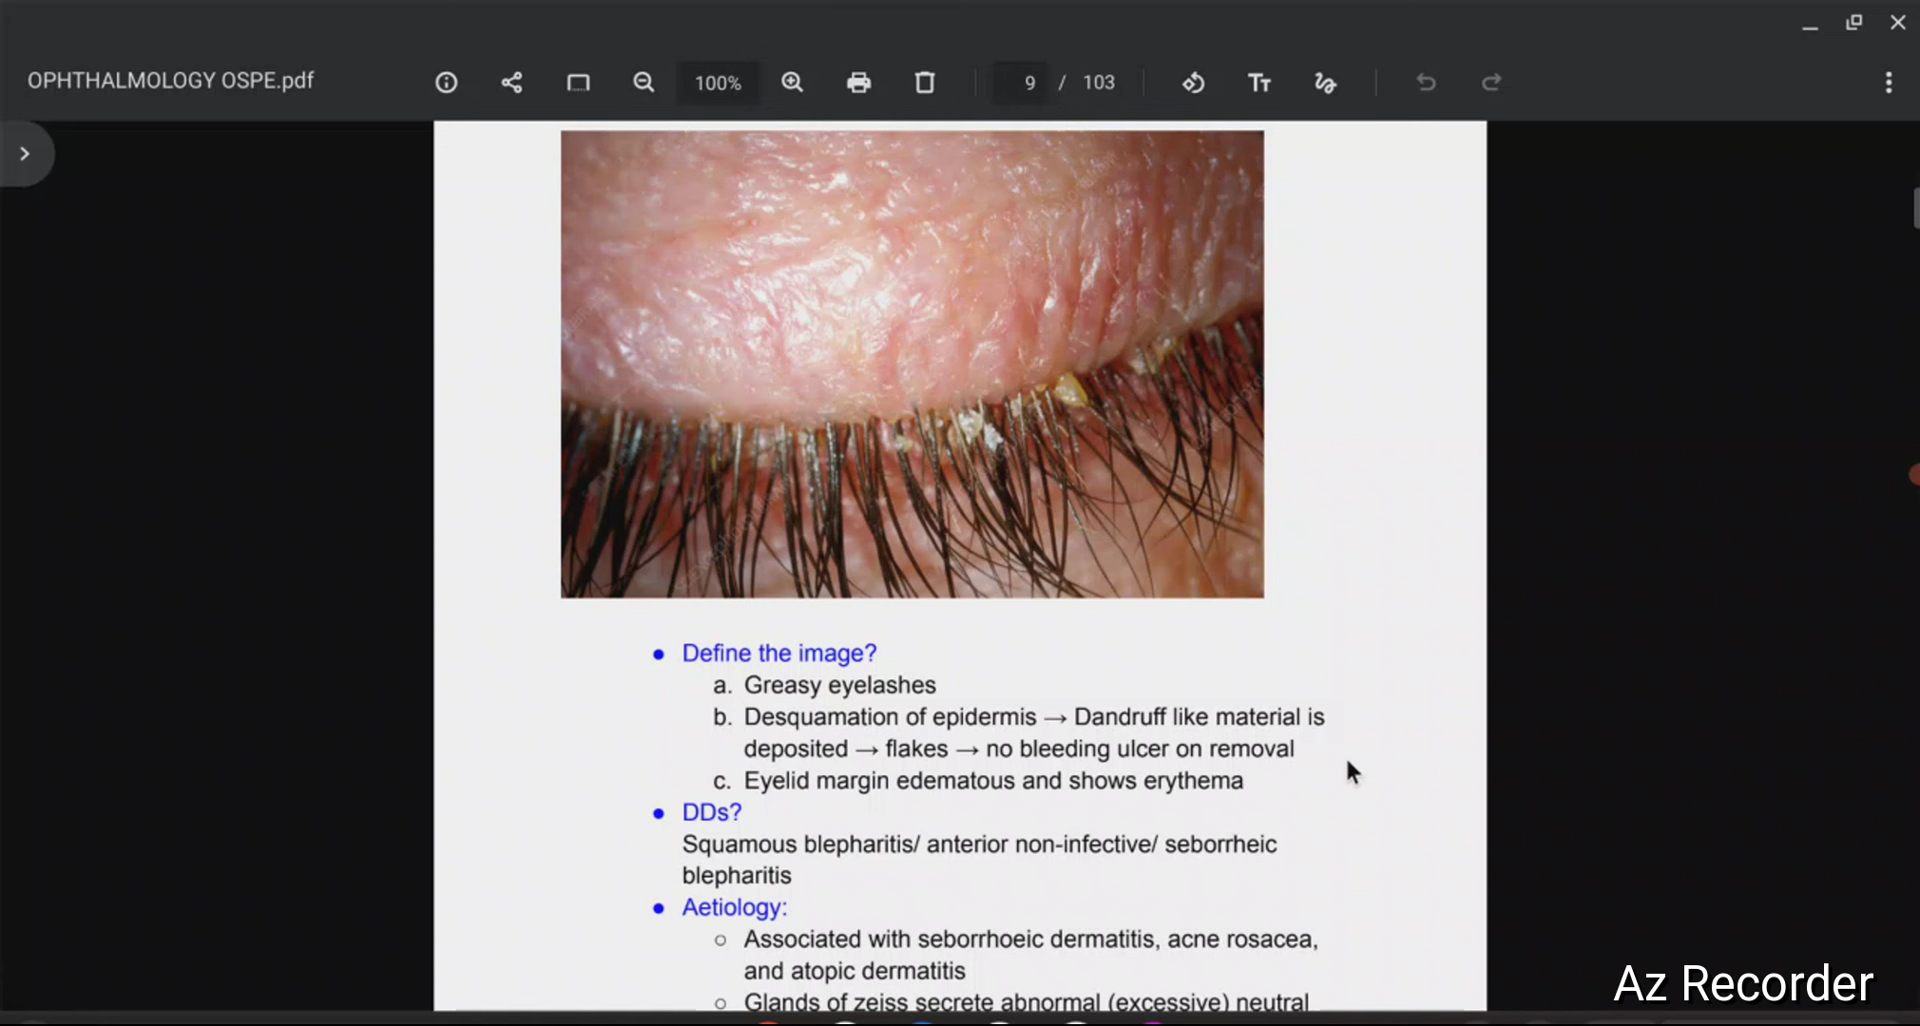 OPHTHALMOLOGY OSPE.pdf
100%
9 / 103
Define the image?
a. Greasy eyelashes
b. Desquamation of epidermis → Dandruff like material is
deposited → flakes → no bleeding ulcer on removal
c. Eyelid margin edematous and shows erythema
DDs?
Squamous blepharitis/ anterior non-infective/ seborrheic
blepharitis
Aetiology:
Associated with seborrhoeic dermatitis, acne rosacea,
and atopic dermatitis
Glands of zeiss secrete abnormal (excessive) neutral
Az Recorder